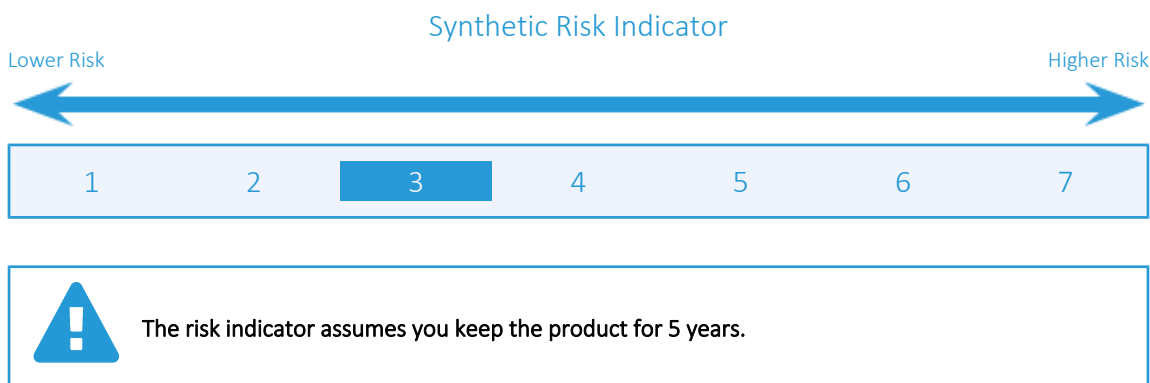 Synthetic Risk Indicator
Lower Risk Higher Risk
1 2 3 4 5 6 7
The risk indicator assumes you keep the product for 5 years.